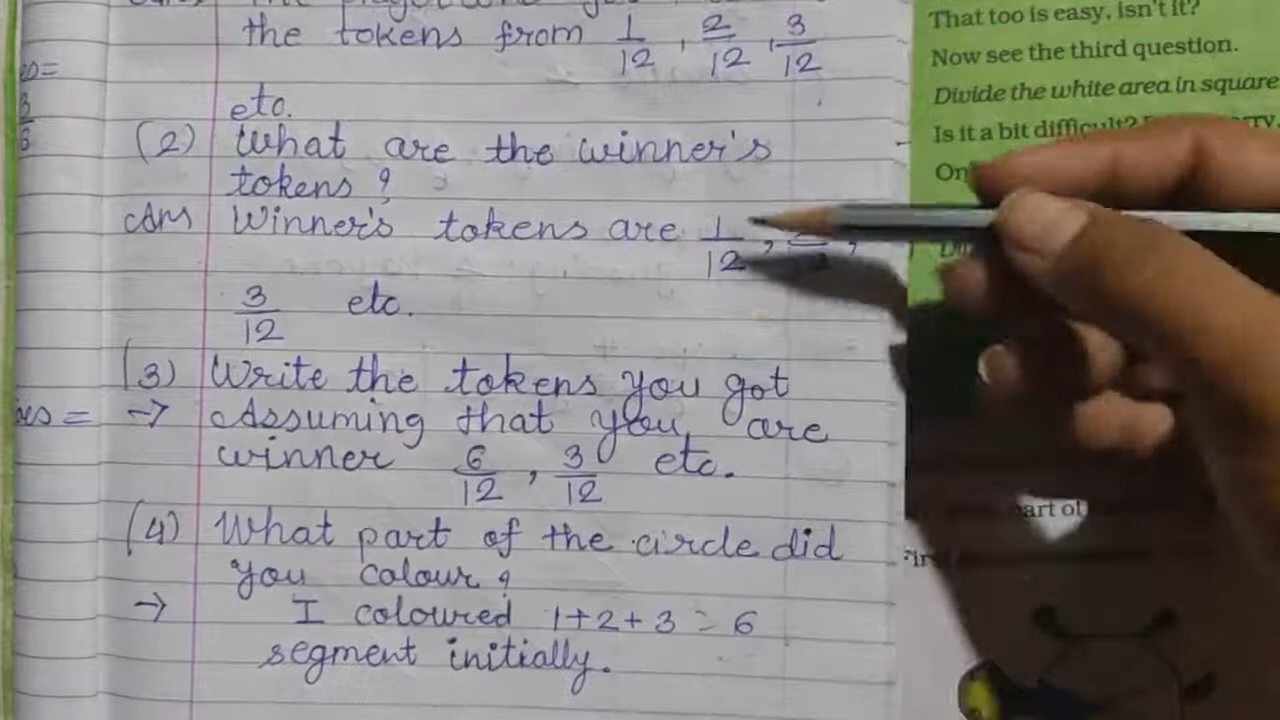 the tokens from 1/12, 2/12, 3/12
etc.
(2) What are the winner's
tokens ?
Ans Winner's tokens are 1/12,
3/12 etc.
(3) Write the tokens you got
→ Assuming that you are
winner 6/12, 3/12 etc.
(4) What part of the circle did
you colour ?
→ I coloured 1+2+3 = 6
segment initially.
That too is easy, isn't it?
Now see the third question.
Divide the white area in square
Is it a bit difficult?